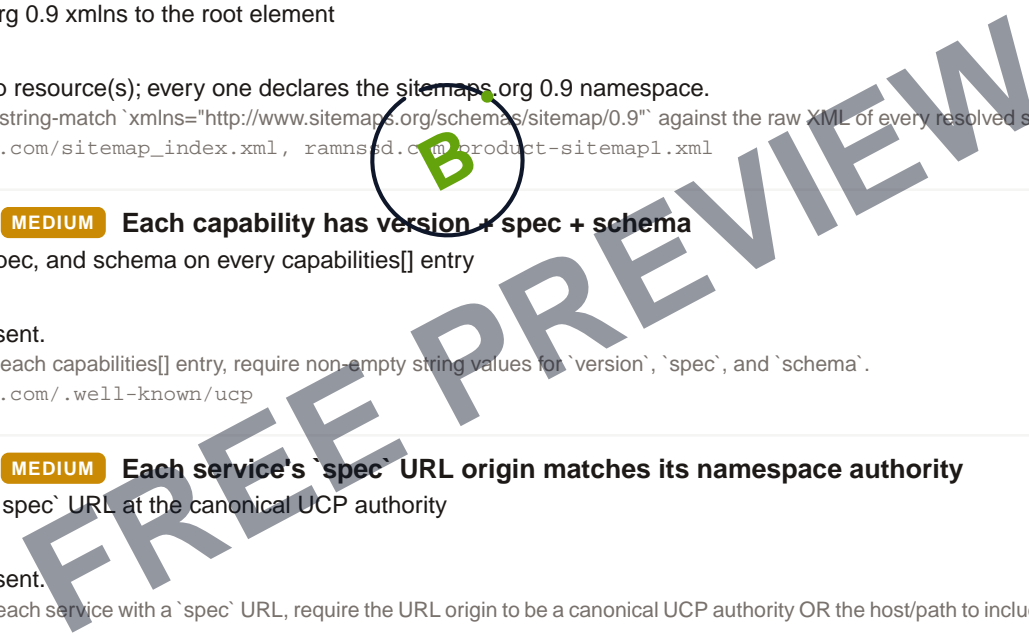 rg 0.9 xmlns to the root element
o resource(s); every one declares the sitemaps.org 0.9 namespace.
string-match `xmlns="http://www.sitemaps.org/schemas/sitemap/0.9"` against the raw XML of every resolved s
.com/sitemap_index.xml, ramnssd.com/product-sitemap1.xml
B
MEDIUM Each capability has version + spec + schema
pec, and schema on every capabilities[] entry
sent.
each capabilities[] entry, require non-empty string values for `version`, `spec`, and `schema`.
.com/.well-known/ucp
MEDIUM Each service's `spec` URL origin matches its namespace authority
spec` URL at the canonical UCP authority
sent.
each service with a `spec` URL, require the URL origin to be a canonical UCP authority OR the host/path to inclu
FREE PREVIEW